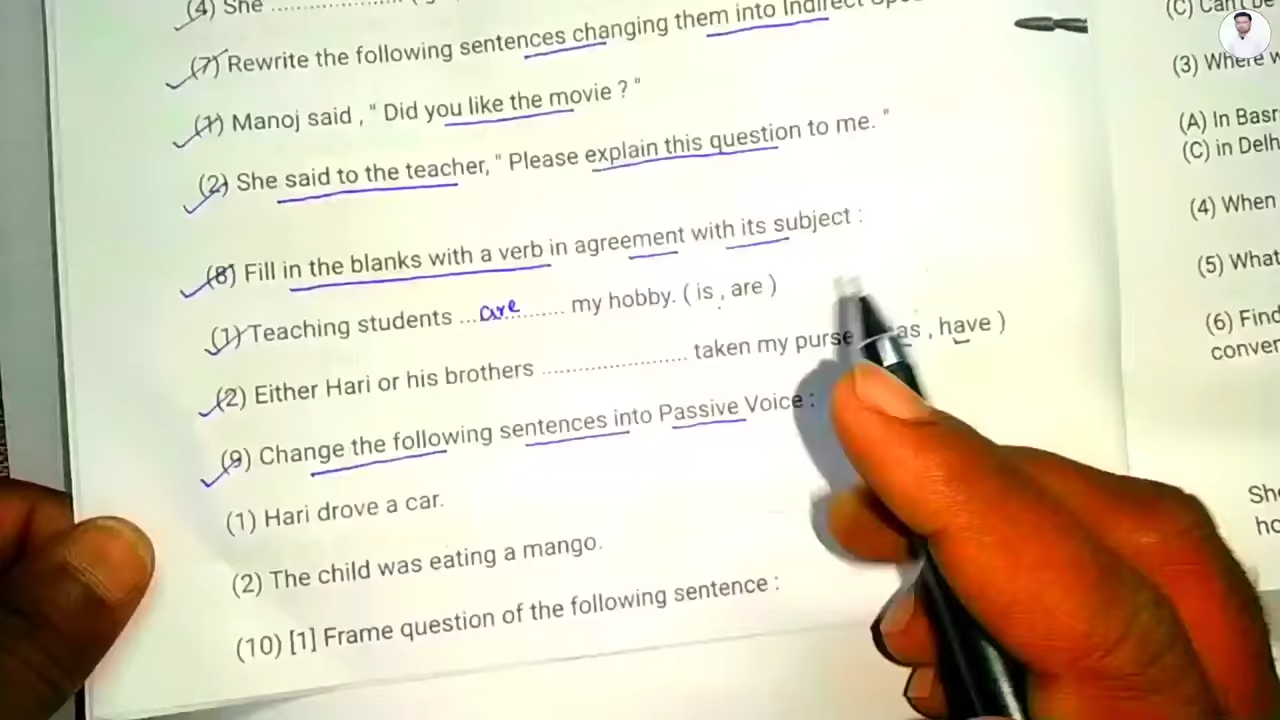 (4) She ....................
(7) Rewrite the following sentences changing them into Indirect
(1) Manoj said , " Did you like the movie ? "
(2) She said to the teacher, " Please explain this question to me. "
(8) Fill in the blanks with a verb in agreement with its subject :
(1) Teaching students ... are .......... my hobby. ( is , are )
(2) Either Hari or his brothers ...................... taken my purse as , have )
(9) Change the following sentences into Passive Voice :
(1) Hari drove a car.
(2) The child was eating a mango.
(10) [1] Frame question of the following sentence :
(C) Can't be
(3) Where w
(A) In Basr
(C) in Delh
(4) When
(5) What
(6) Find
conver
Sh
ho